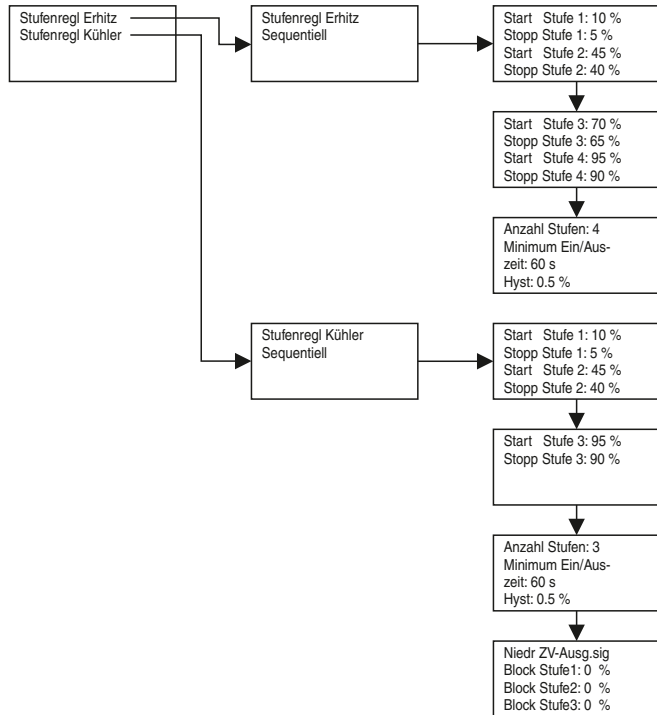 Stufenregl Erhitz
Stufenregl Kühler
Stufenregl Erhitz
Sequentiell
Start Stufe 1: 10 %
Stopp Stufe 1: 5 %
Start Stufe 2: 45 %
Stopp Stufe 2: 40 %
Start Stufe 3: 70 %
Stopp Stufe 3: 65 %
Start Stufe 4: 95 %
Stopp Stufe 4: 90 %
Anzahl Stufen: 4
Minimum Ein/Aus-
zeit: 60 s
Hyst: 0.5 %
Stufenregl Kühler
Sequentiell
Start Stufe 1: 10 %
Stopp Stufe 1: 5 %
Start Stufe 2: 45 %
Stopp Stufe 2: 40 %
Start Stufe 3: 95 %
Stopp Stufe 3: 90 %
Anzahl Stufen: 3
Minimum Ein/Aus-
zeit: 60 s
Hyst: 0.5 %
Niedr ZV-Ausg.sig
Block Stufe1: 0 %
Block Stufe2: 0 %
Block Stufe3: 0 %